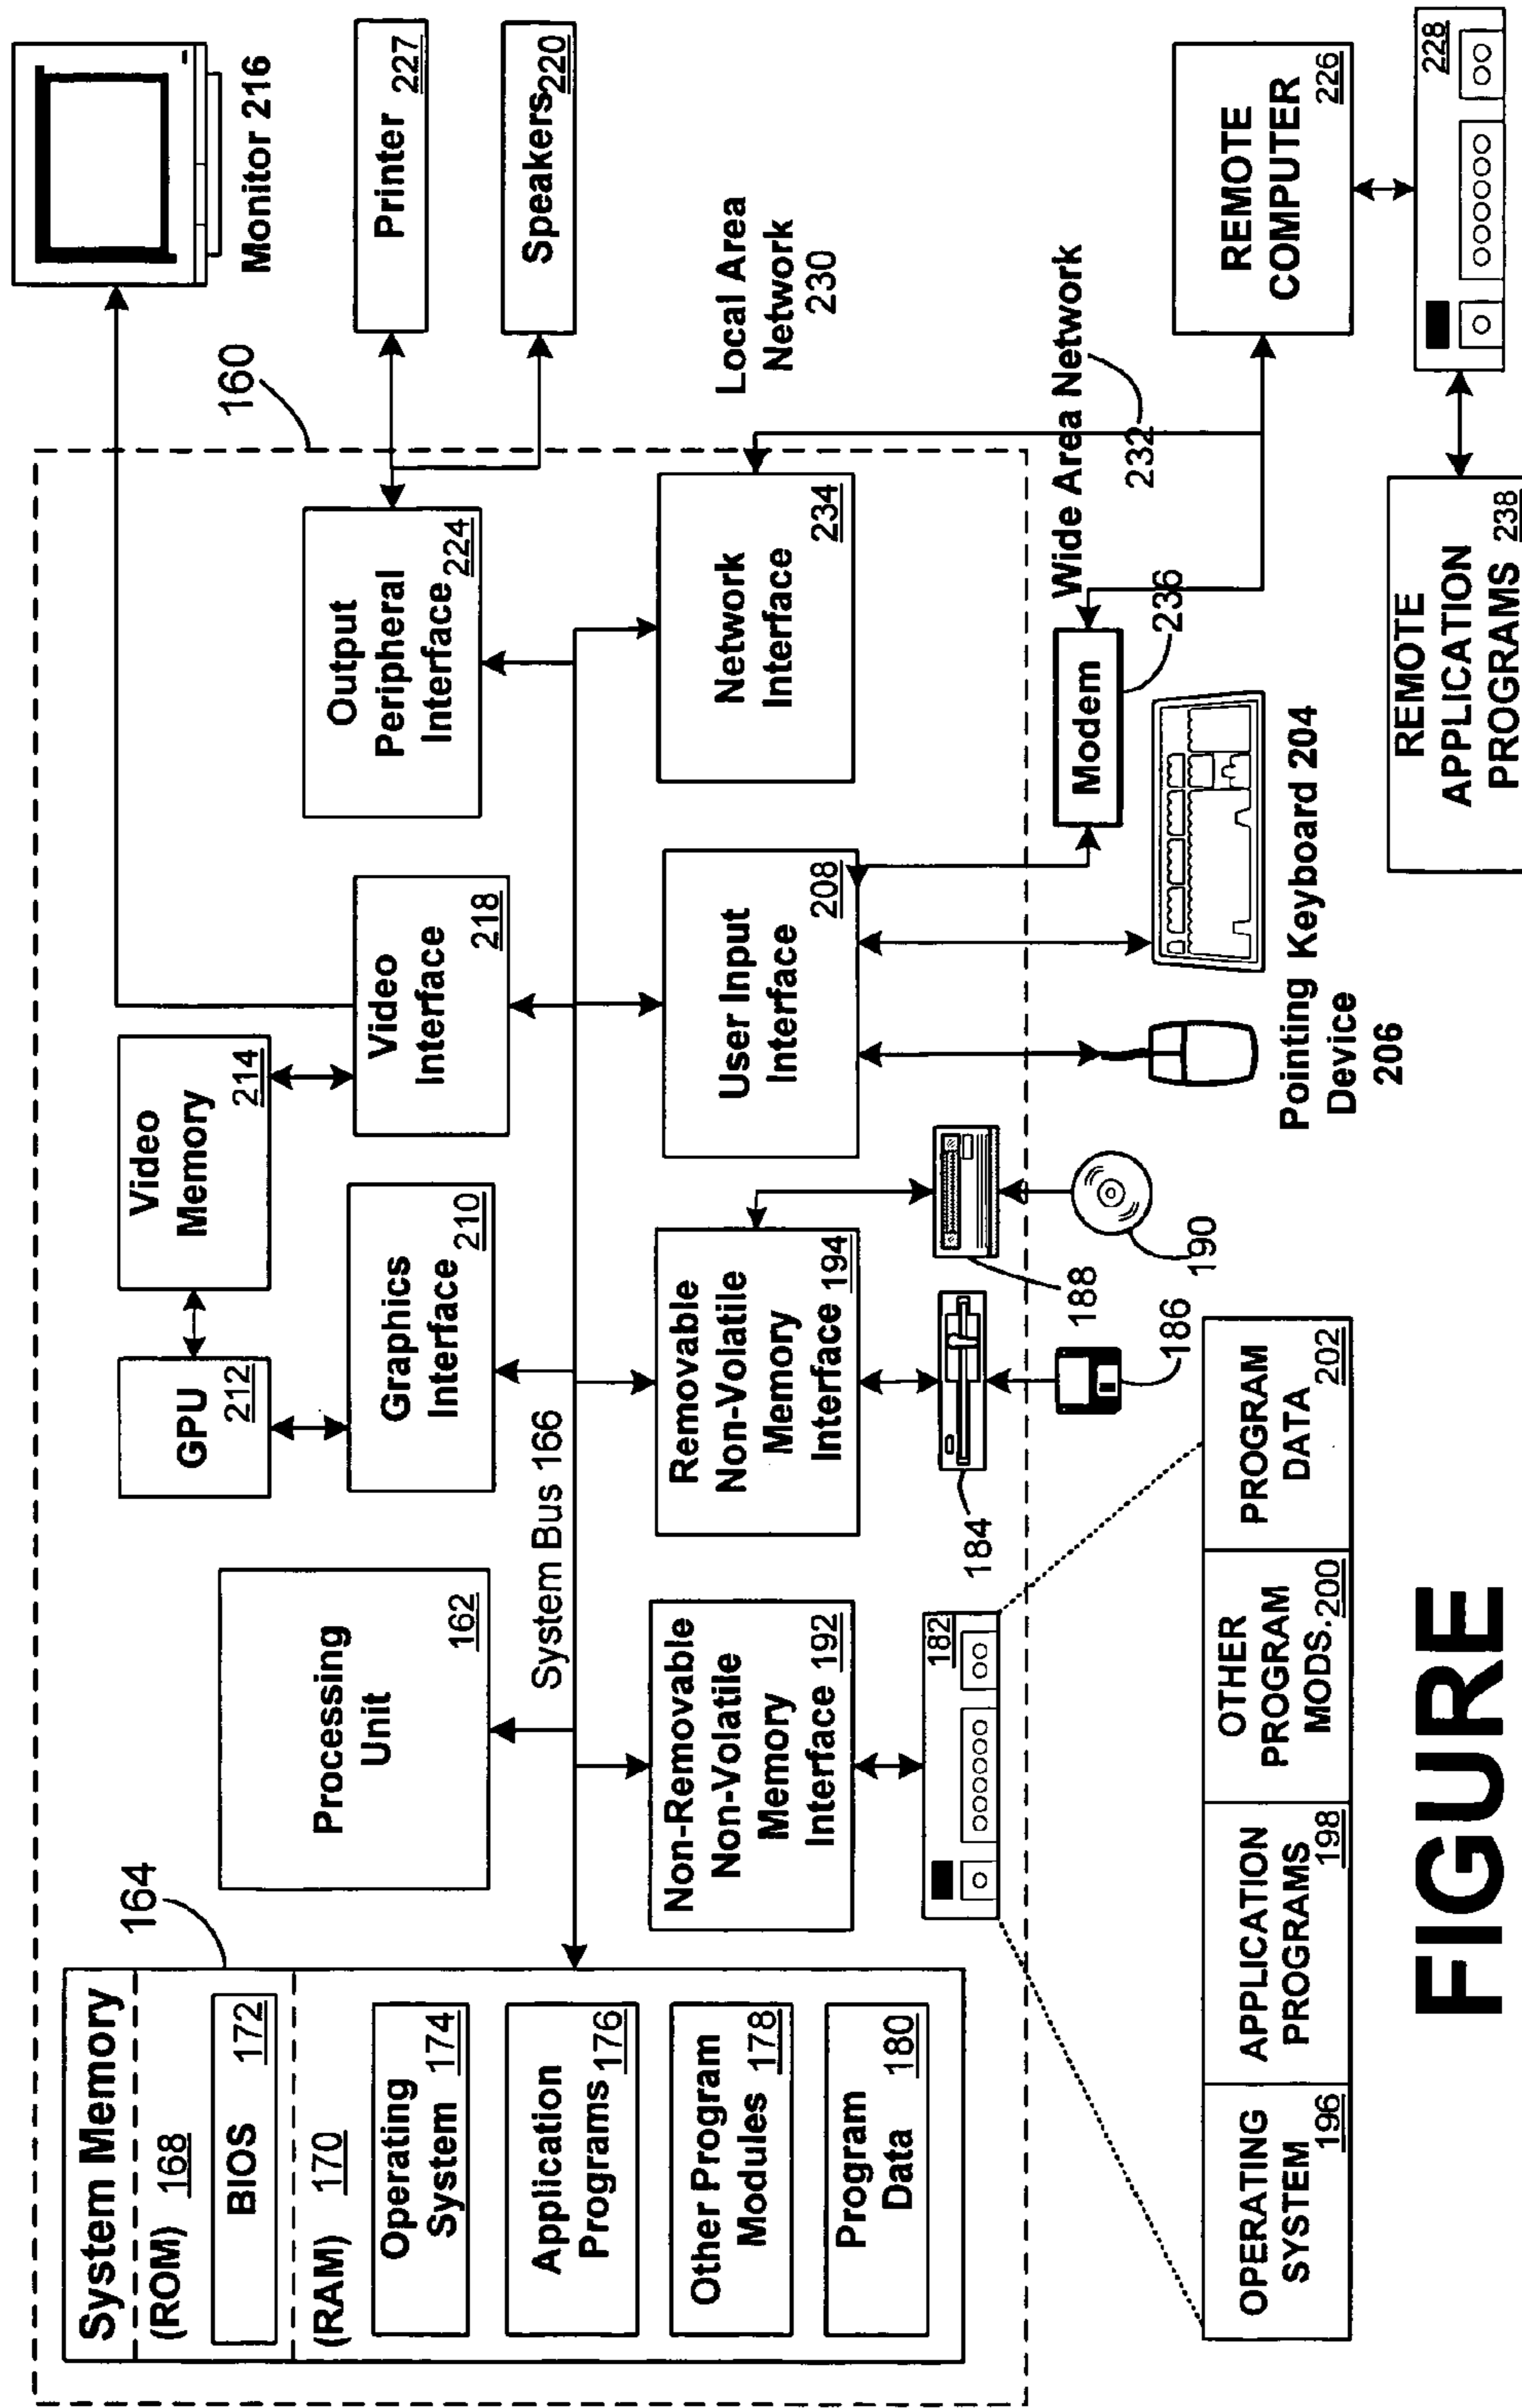 System Memory
(ROM) 168
BIOS 172
(RAM) 170
Operating
System 174
Application
Programs 176
Other Program
Modules 178
Program
Data 180
164
Processing
Unit
162
System Bus 166
GPU
212
Video
Memory
214
Graphics
Interface
210
Video
Interface
218
Output
Peripheral
Interface 224
160
Monitor 216
Printer
227
Speakers 220
Non-Removable
Non-Volatile
Memory
Interface 192
Removable
Non-Volatile
Memory
Interface 194
User Input
Interface
208
Network
Interface
234
Local Area
Network
230
182
184
188
186
190
Modem
236
Wide Area Network
232
Pointing
Device
206
Keyboard 204
REMOTE
COMPUTER
226
228
REMOTE
APPLICATION
PROGRAMS 238
OPERATING
SYSTEM 196
APPLICATION
PROGRAMS 198
OTHER
PROGRAM
MODS. 200
PROGRAM
DATA 202
FIGURE